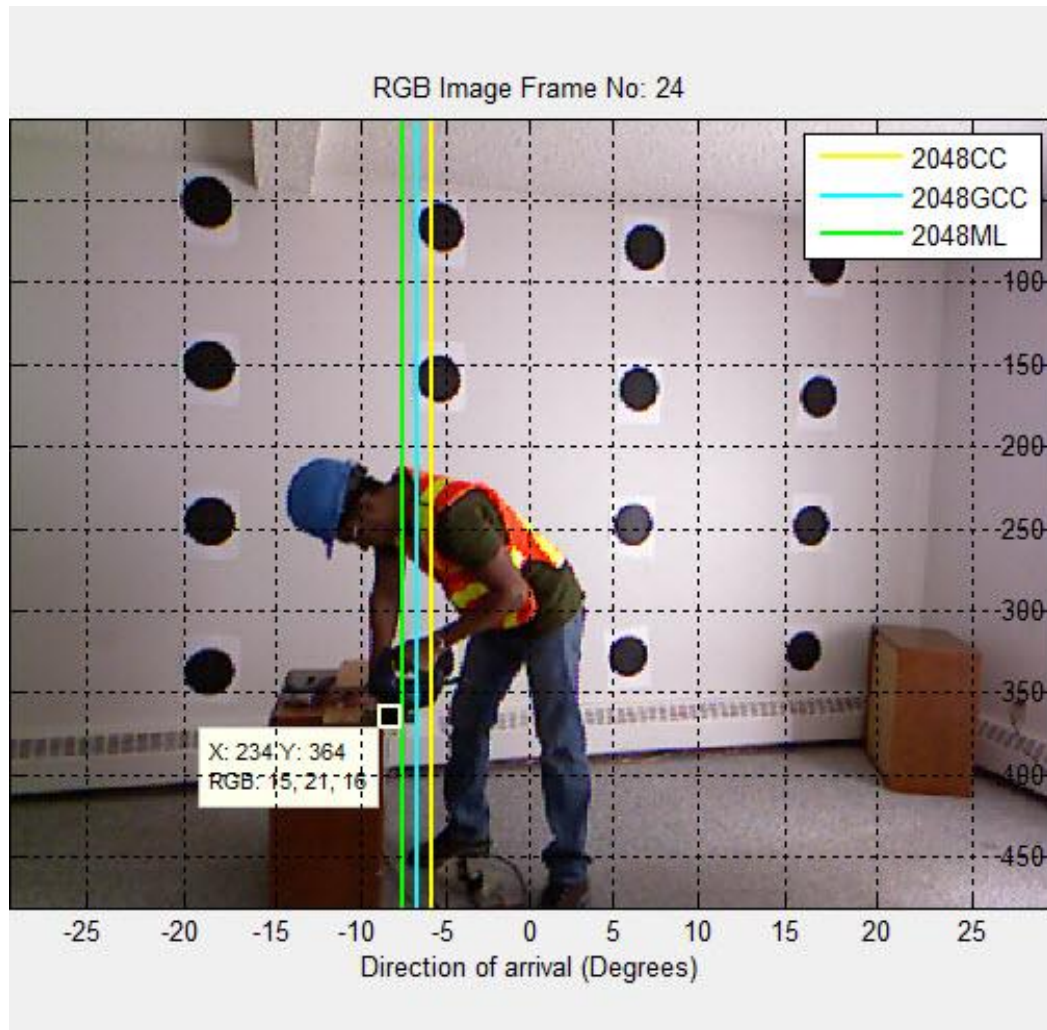 RGB Image Frame No: 24
2048CC
2048GCC
2048ML
100
150
200
250
300
350
400
450
X: 234 Y: 364
RGB: 15, 21, 16
-25 -20 -15 -10 -5 0 5 10 15 20 25
Direction of arrival (Degrees)